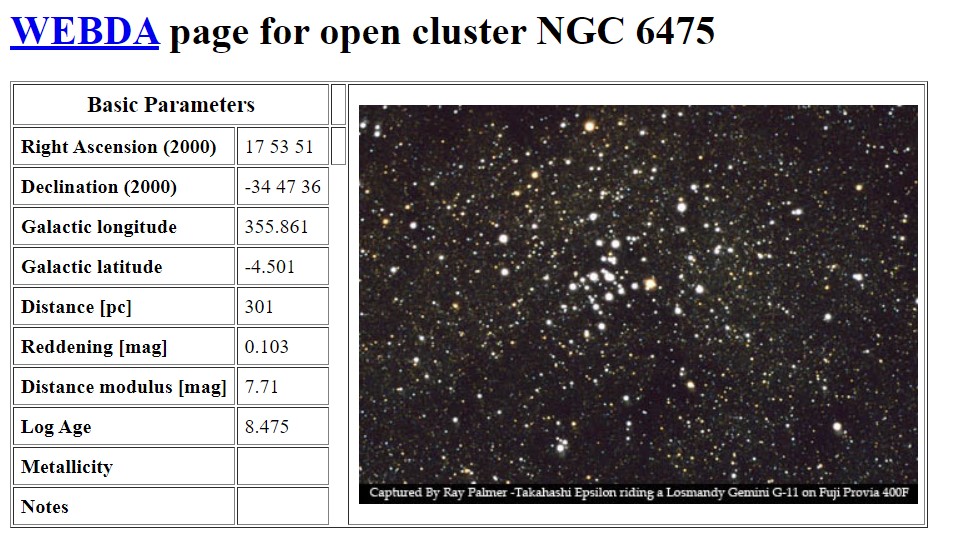 WEBDA page for open cluster NGC 6475
Basic Parameters
Right Ascension (2000) 17 53 51
Declination (2000) -34 47 36
Galactic longitude 355.861
Galactic latitude -4.501
Distance [pc] 301
Reddening [mag] 0.103
Distance modulus [mag] 7.71
Log Age 8.475
Metallicity
Notes
Captured By Ray Palmer -Takahashi Epsilon riding a Losmandy Gemini G-11 on Fuji Provia 400F